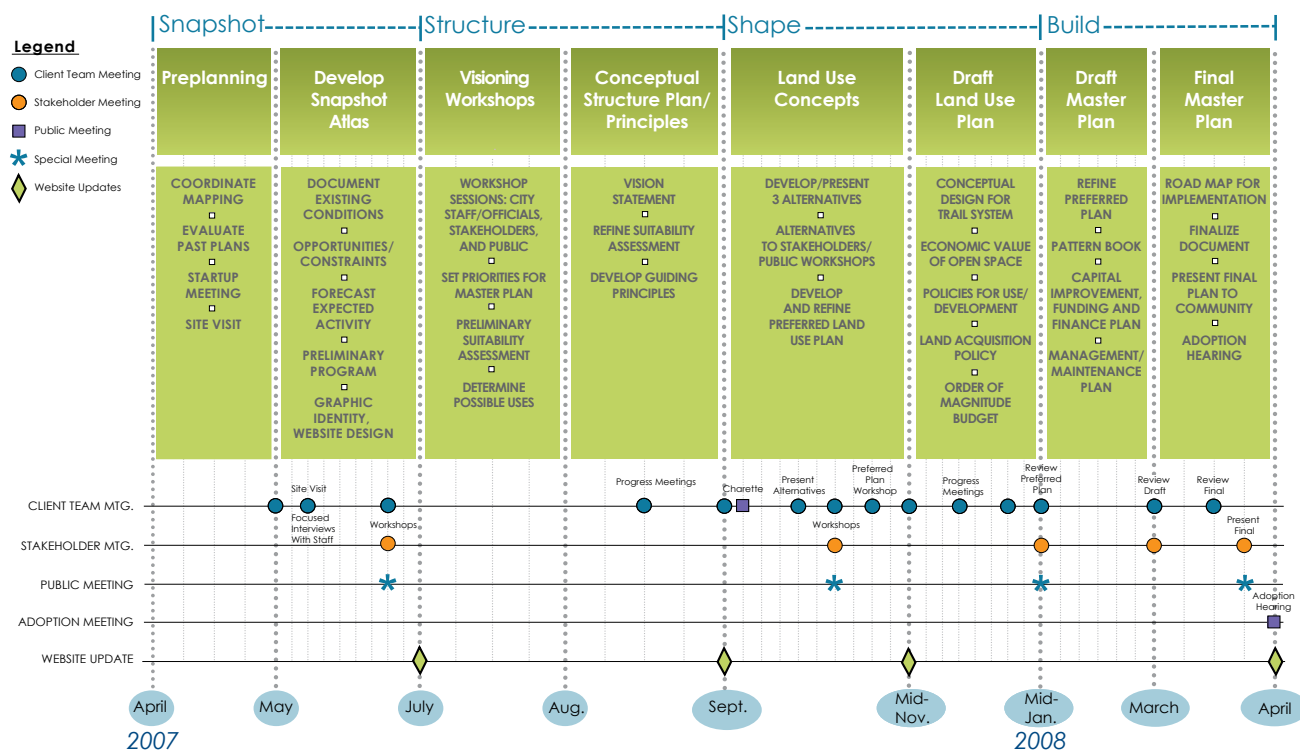 Snapshot
Structure
Shape
Build
Legend
Client Team Meeting
Stakeholder Meeting
Public Meeting
Special Meeting
Website Updates
Preplanning
Develop
Snapshot
Atlas
Visioning
Workshops
Conceptual
Structure Plan/
Principles
Land Use
Concepts
Draft
Land Use
Plan
Draft
Master
Plan
Final
Master
Plan
COORDINATE
MAPPING
EVALUATE
PAST PLANS
STARTUP
MEETING
SITE VISIT
DOCUMENT
EXISTING
CONDITIONS
OPPORTUNITIES/
CONSTRAINTS
FORECAST
EXPECTED
ACTIVITY
PRELIMINARY
PROGRAM
GRAPHIC
IDENTITY,
WEBSITE DESIGN
WORKSHOP
SESSIONS: CITY
STAFF/OFFICIALS,
STAKEHOLDERS,
AND PUBLIC
SET PRIORITIES FOR
MASTER PLAN
PRELIMINARY
SUITABILITY
ASSESSMENT
DETERMINE
POSSIBLE USES
VISION
STATEMENT
REFINE SUITABILITY
ASSESSMENT
DEVELOP GUIDING
PRINCIPLES
DEVELOP/PRESENT
3 ALTERNATIVES
ALTERNATIVES
TO STAKEHOLDERS/
PUBLIC WORKSHOPS
DEVELOP
AND REFINE
PREFERRED LAND
USE PLAN
CONCEPTUAL
DESIGN FOR
TRAIL SYSTEM
ECONOMIC VALUE
OF OPEN SPACE
POLICIES FOR USE/
DEVELOPMENT
LAND ACQUISITION
POLICY
ORDER OF
MAGNITUDE
BUDGET
REFINE
PREFERRED
PLAN
PATTERN BOOK
CAPITAL
IMPROVEMENT,
FUNDING AND
FINANCE PLAN
MANAGEMENT/
MAINTENANCE
PLAN
ROAD MAP FOR
IMPLEMENTATION
FINALIZE
DOCUMENT
PRESENT FINAL
PLAN TO
COMMUNITY
ADOPTION
HEARING
CLIENT TEAM MTG.
Site Visit
Focused
Interviews
With Staff
Progress Meetings
Charette
Present
Alternatives
Preferred
Plan
Workshop
Progress
Meetings
Review
Preferred
Plan
Review
Draft
Review
Final
STAKEHOLDER MTG.
Workshops
Workshops
Present
Final
PUBLIC MEETING
ADOPTION MEETING
Adoption
Hearing
WEBSITE UPDATE
April
May
July
Aug.
Sept.
Mid-
Nov.
Mid-
Jan.
March
April
2007
2008